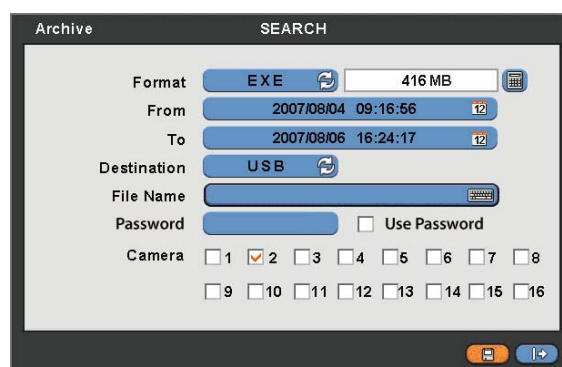 Archive SEARCH
Format EXE 416 MB
From 2007/08/04 09:16:56 12
To 2007/08/06 16:24:17 12
Destination USB
File Name
Password Use Password
Camera 1 2 3 4 5 6 7 8
9 10 11 12 13 14 15 16